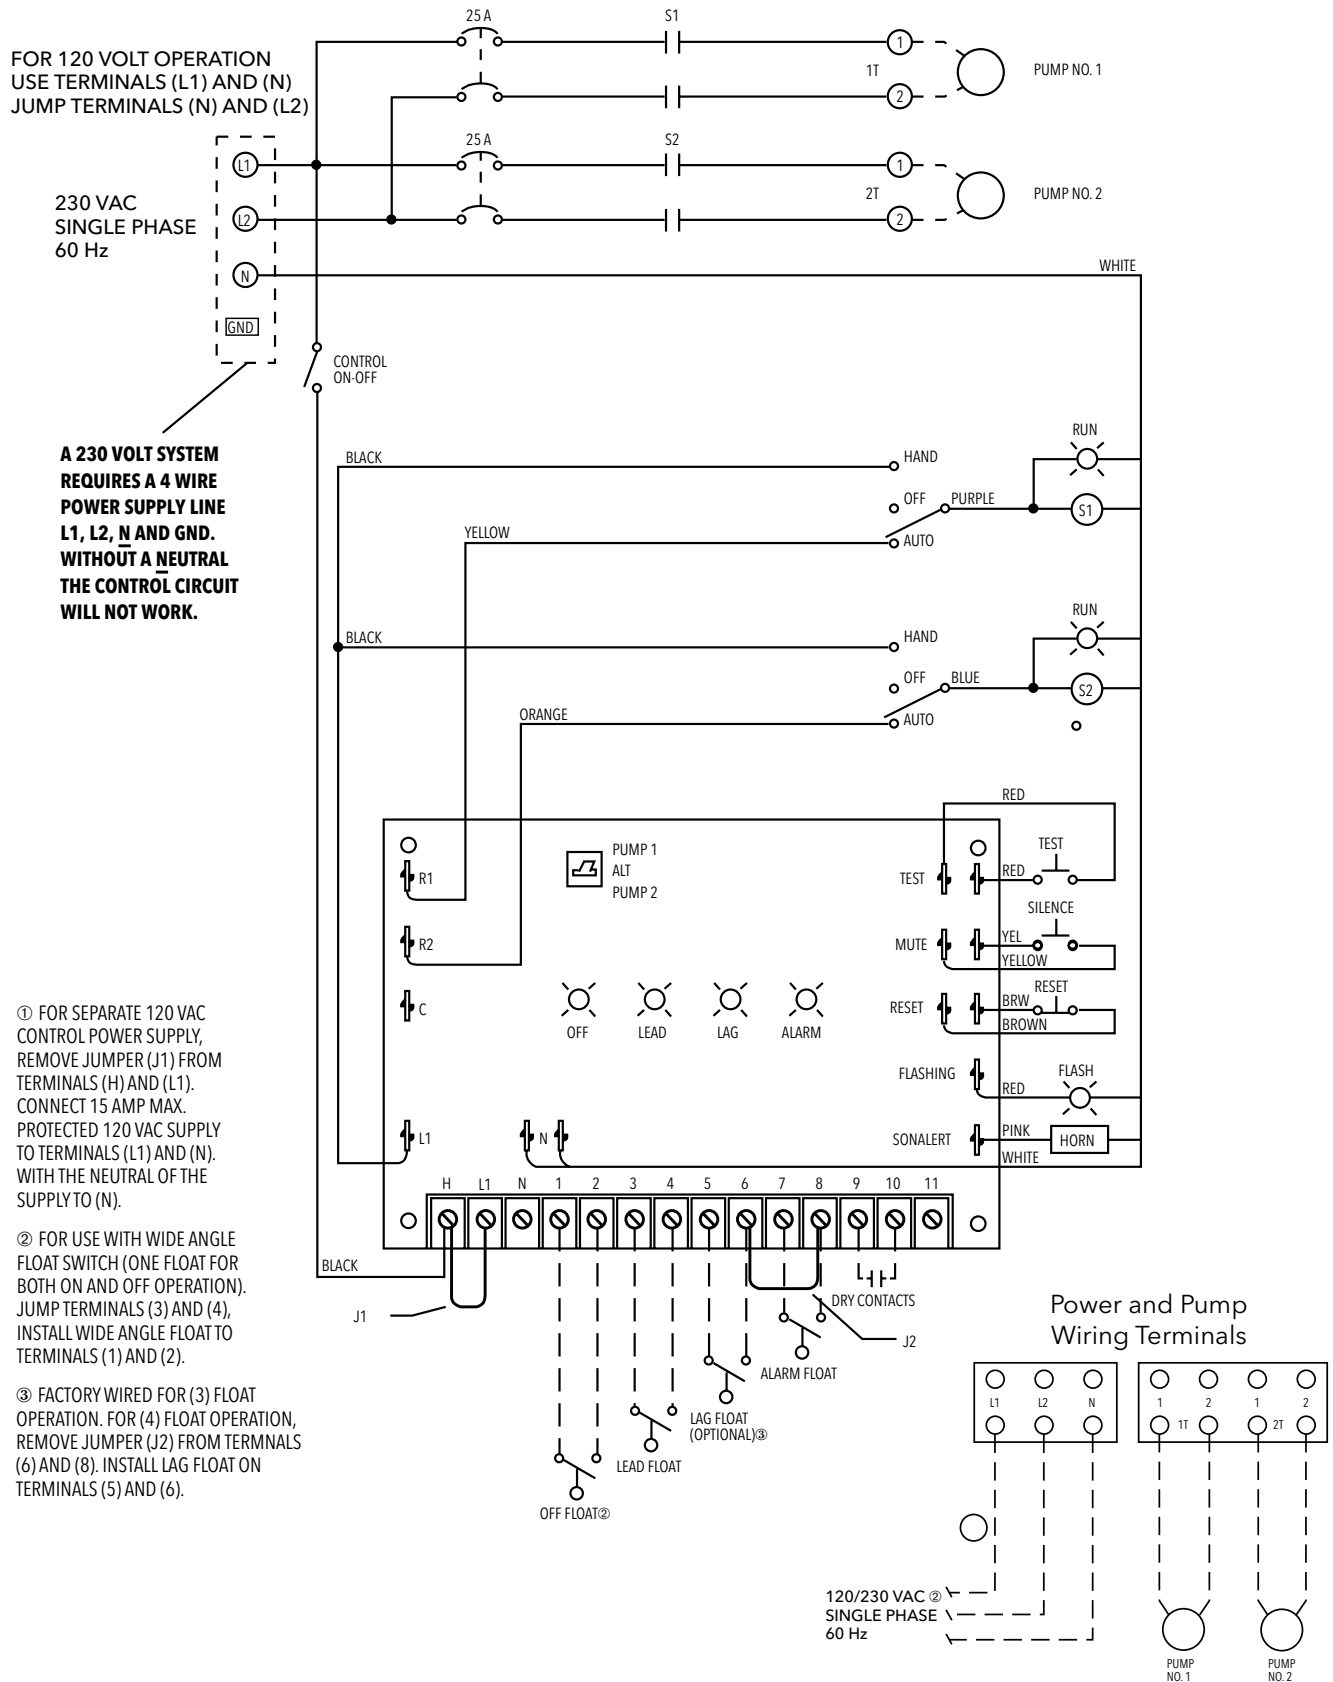 25 A
S1
FOR 120 VOLT OPERATION
USE TERMINALS (L1) AND (N)
JUMP TERMINALS (N) AND (L2)
1
1T
2
PUMP NO. 1
25 A
S2
L1
1
230 VAC
SINGLE PHASE
60 Hz
L2
2T
2
PUMP NO. 2
N
WHITE
GND
CONTROL
ON-OFF
A 230 VOLT SYSTEM
REQUIRES A 4 WIRE
POWER SUPPLY LINE
L1, L2, N AND GND.
WITHOUT A NEUTRAL
THE CONTROL CIRCUIT
WILL NOT WORK.
RUN
BLACK
HAND
OFF
PURPLE
S1
YELLOW
AUTO
RUN
BLACK
HAND
OFF
BLUE
S2
ORANGE
AUTO
RED
PUMP 1
ALT
PUMP 2
R1
TEST
RED
TEST
SILENCE
R2
MUTE
YEL
YELLOW
RESET
C
OFF
LEAD
LAG
ALARM
RESET
BRW
BROWN
FLASHING
FLASH
RED
L1
N
SONALERT
PINK
HORN
WHITE
H L1 N 1 2 3 4 5 6 7 8 9 10 11
① FOR SEPARATE 120 VAC
CONTROL POWER SUPPLY,
REMOVE JUMPER (J1) FROM
TERMINALS (H) AND (L1).
CONNECT 15 AMP MAX.
PROTECTED 120 VAC SUPPLY
TO TERMINALS (L1) AND (N).
WITH THE NEUTRAL OF THE
SUPPLY TO (N).
② FOR USE WITH WIDE ANGLE
FLOAT SWITCH (ONE FLOAT FOR
BOTH ON AND OFF OPERATION).
JUMP TERMINALS (3) AND (4),
INSTALL WIDE ANGLE FLOAT TO
TERMINALS (1) AND (2).
③ FACTORY WIRED FOR (3) FLOAT
OPERATION. FOR (4) FLOAT OPERATION,
REMOVE JUMPER (J2) FROM TERMNALS
(6) AND (8). INSTALL LAG FLOAT ON
TERMINALS (5) AND (6).
BLACK
J1
DRY CONTACTS
J2
ALARM FLOAT
LAG FLOAT
(OPTIONAL)③
LEAD FLOAT
OFF FLOAT②
Power and Pump
Wiring Terminals
L1 L2 N
1 2 1 2
1T 2T
120/230 VAC ②
SINGLE PHASE
60 Hz
PUMP
NO. 1
PUMP
NO. 2